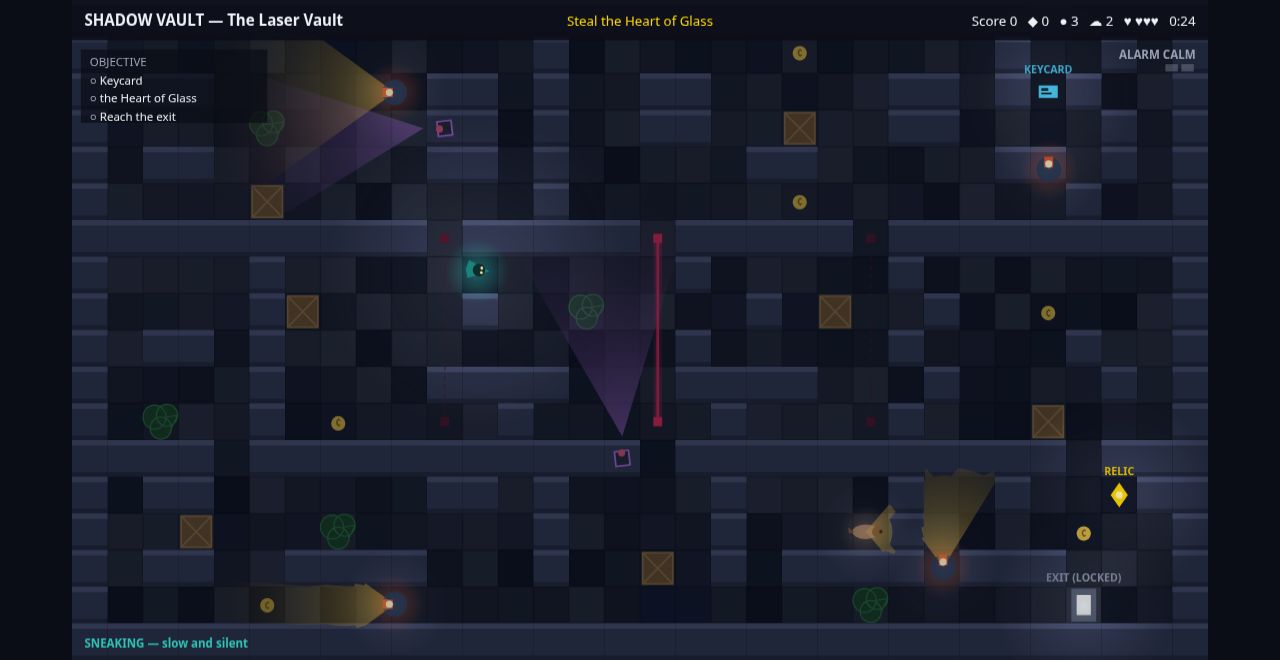 SHADOW VAULT — The Laser Vault
Steal the Heart of Glass
Score 0 ◆ 0 ● 3 ☁ 2 ♥ ♥♥♥ 0:24
OBJECTIVE
○ Keycard
○ the Heart of Glass
○ Reach the exit
ALARM CALM
KEYCARD
C
C
C
C
RELIC
C
EXIT (LOCKED)
C
SNEAKING — slow and silent